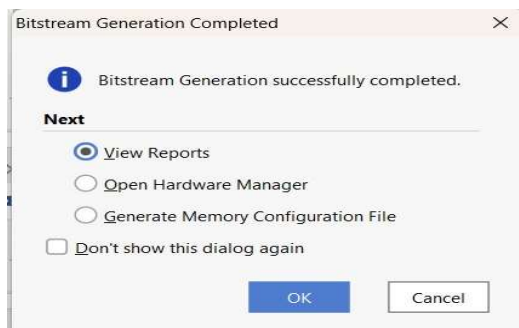 Bitstream Generation Completed
Bitstream Generation successfully completed.
Next
View Reports
Open Hardware Manager
Generate Memory Configuration File
Don't show this dialog again
OK
Cancel